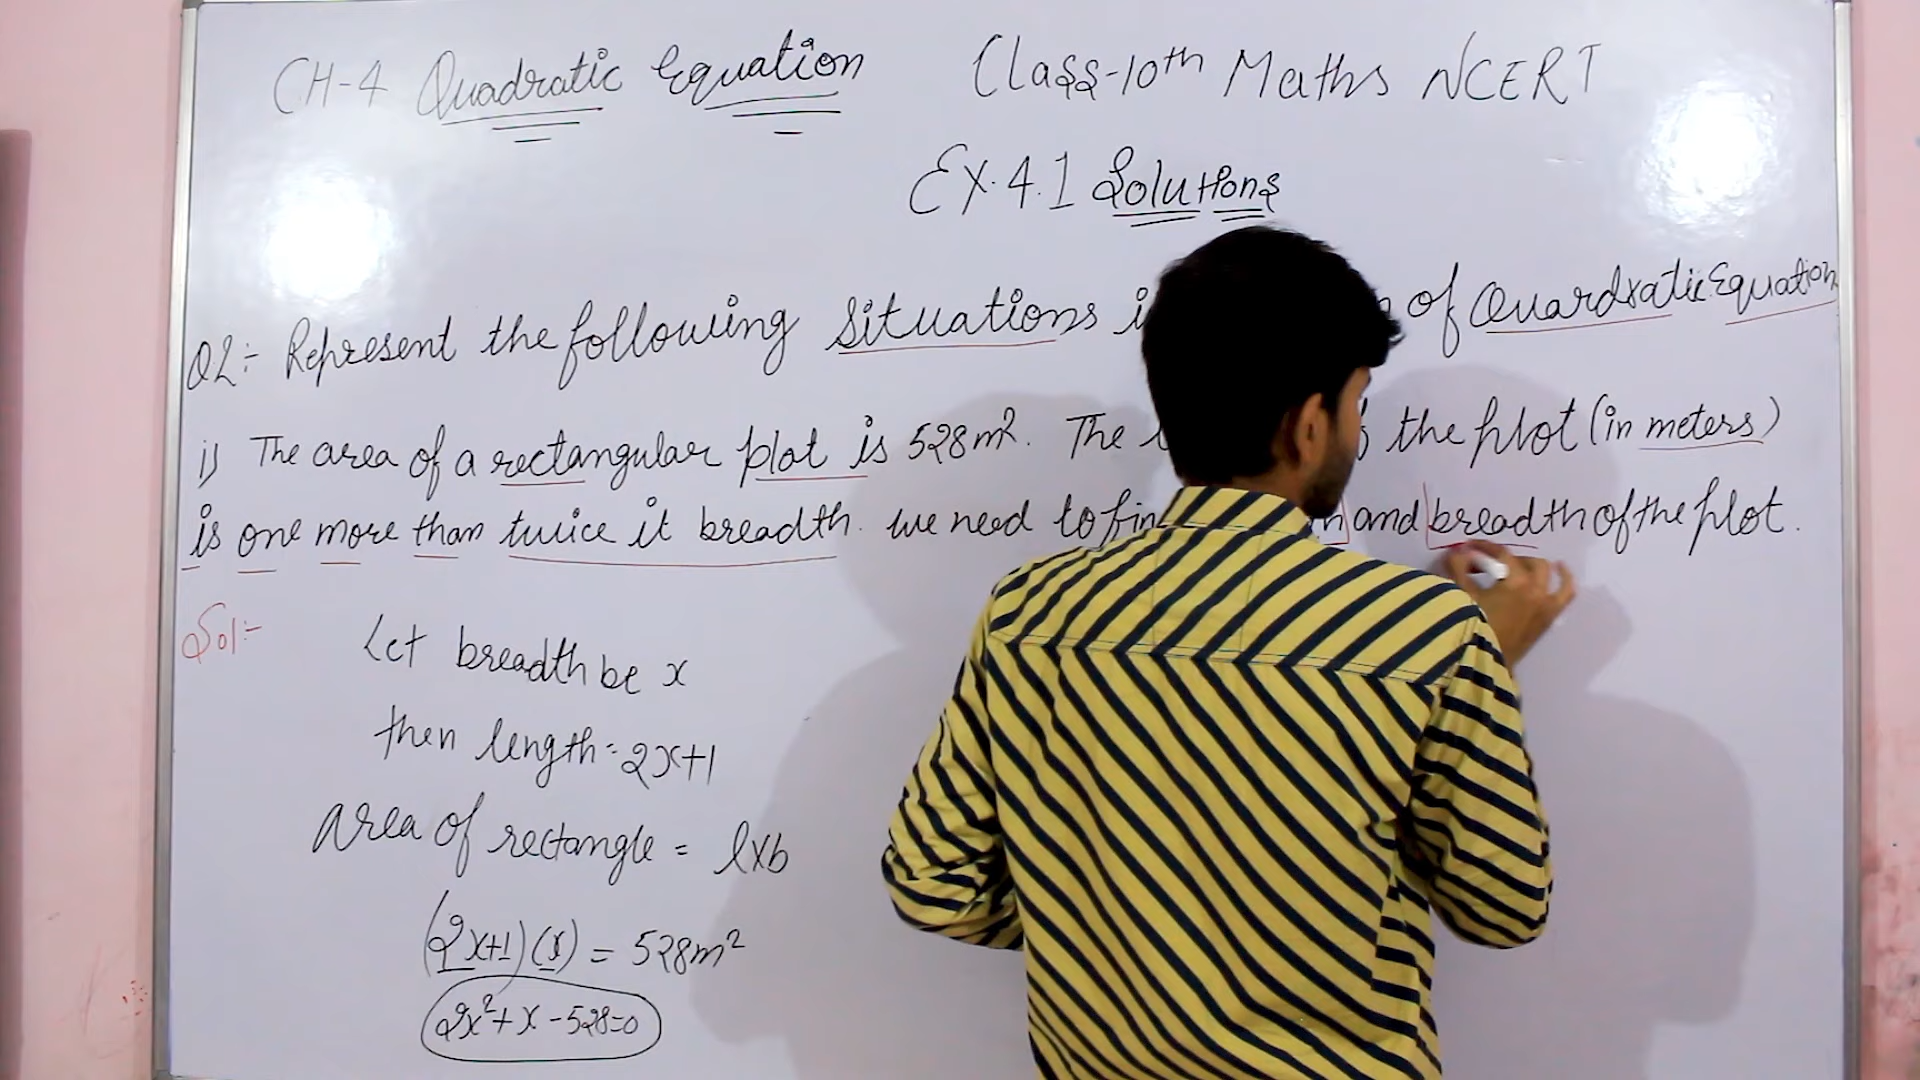 CH-4 Quadratic Equation Class-10th Maths NCERT
EX.4.1 Solutions
Q2:- Represent the following Situations of Quardratic Equation
i) The area of a rectangular plot is 528m². The the plot (in meters)
is one more than twice it breadth. we need to and breadth of the plot.
Sol:-
Let breadth be x
then length = 2x+1
Area of rectangle = lxb
(2x+1)(x) = 528m²
2x²+x-528=0